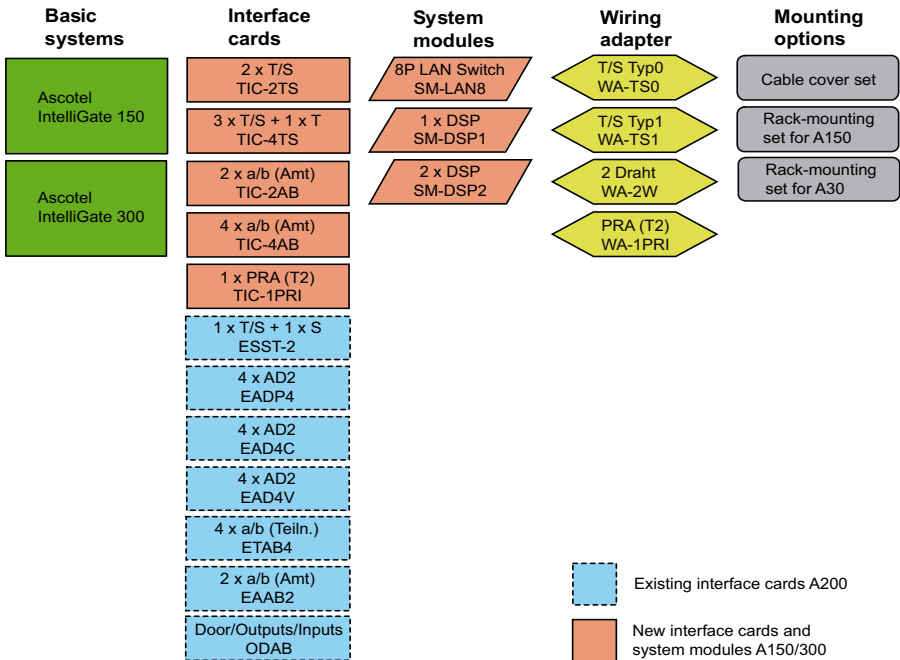 Basic
systems
Interface
cards
System
modules
Wiring
adapter
Mounting
options
Ascotel
IntelliGate 150
Ascotel
IntelliGate 300
2 x T/S
TIC-2TS
3 x T/S + 1 x T
TIC-4TS
2 x a/b (Amt)
TIC-2AB
4 x a/b (Amt)
TIC-4AB
1 x PRA (T2)
TIC-1PRI
1 x T/S + 1 x S
ESST-2
4 x AD2
EADP4
4 x AD2
EAD4C
4 x AD2
EAD4V
4 x a/b (Teiln.)
ETAB4
2 x a/b (Amt)
EAAB2
Door/Outputs/Inputs
ODAB
8P LAN Switch
SM-LAN8
1 x DSP
SM-DSP1
2 x DSP
SM-DSP2
T/S Typ0
WA-TS0
T/S Typ1
WA-TS1
2 Draht
WA-2W
PRA (T2)
WA-1PRI
Cable cover set
Rack-mounting
set for A150
Rack-mounting
set for A30
Existing interface cards A200
New interface cards and
system modules A150/300